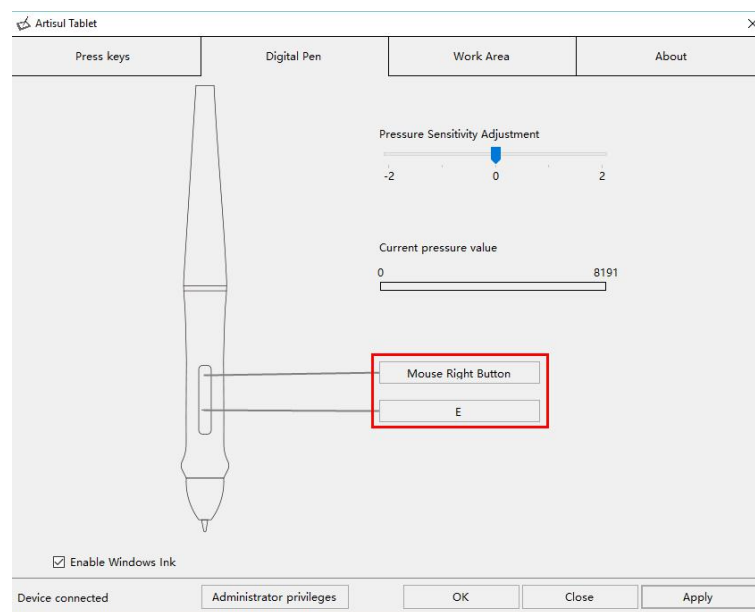 Artisul Tablet
Press keys Digital Pen Work Area About
Pressure Sensitivity Adjustment
-2 0 2
Current pressure value
0 8191
Mouse Right Button
E
Enable Windows Ink
Device connected Administrator privileges OK Close Apply